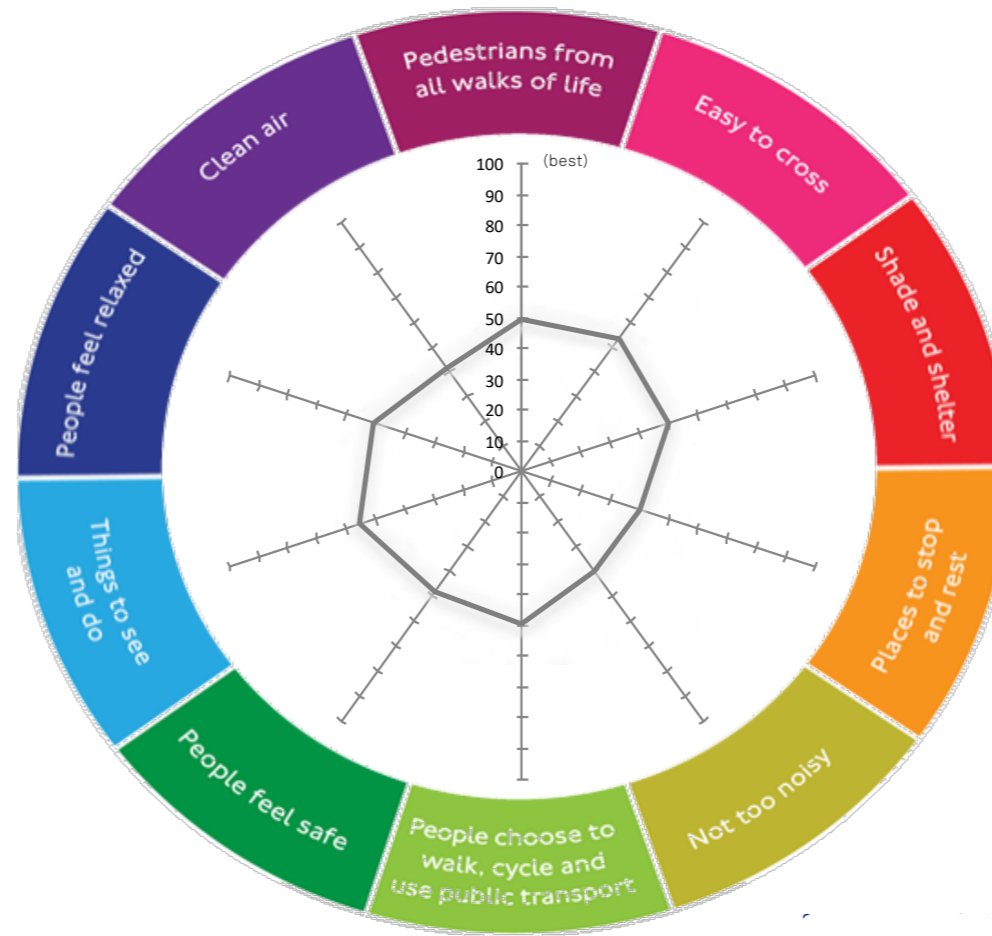 Pedestrians from
all walks of life
Easy to cross
Shade and shelter
Places to stop
and rest
Not too noisy
People choose to
walk, cycle and
use public transport
People feel safe
Things to see
and do
People feel relaxed
Clean air
100 (best)
90
80
70
60
50
40
30
20
10
0